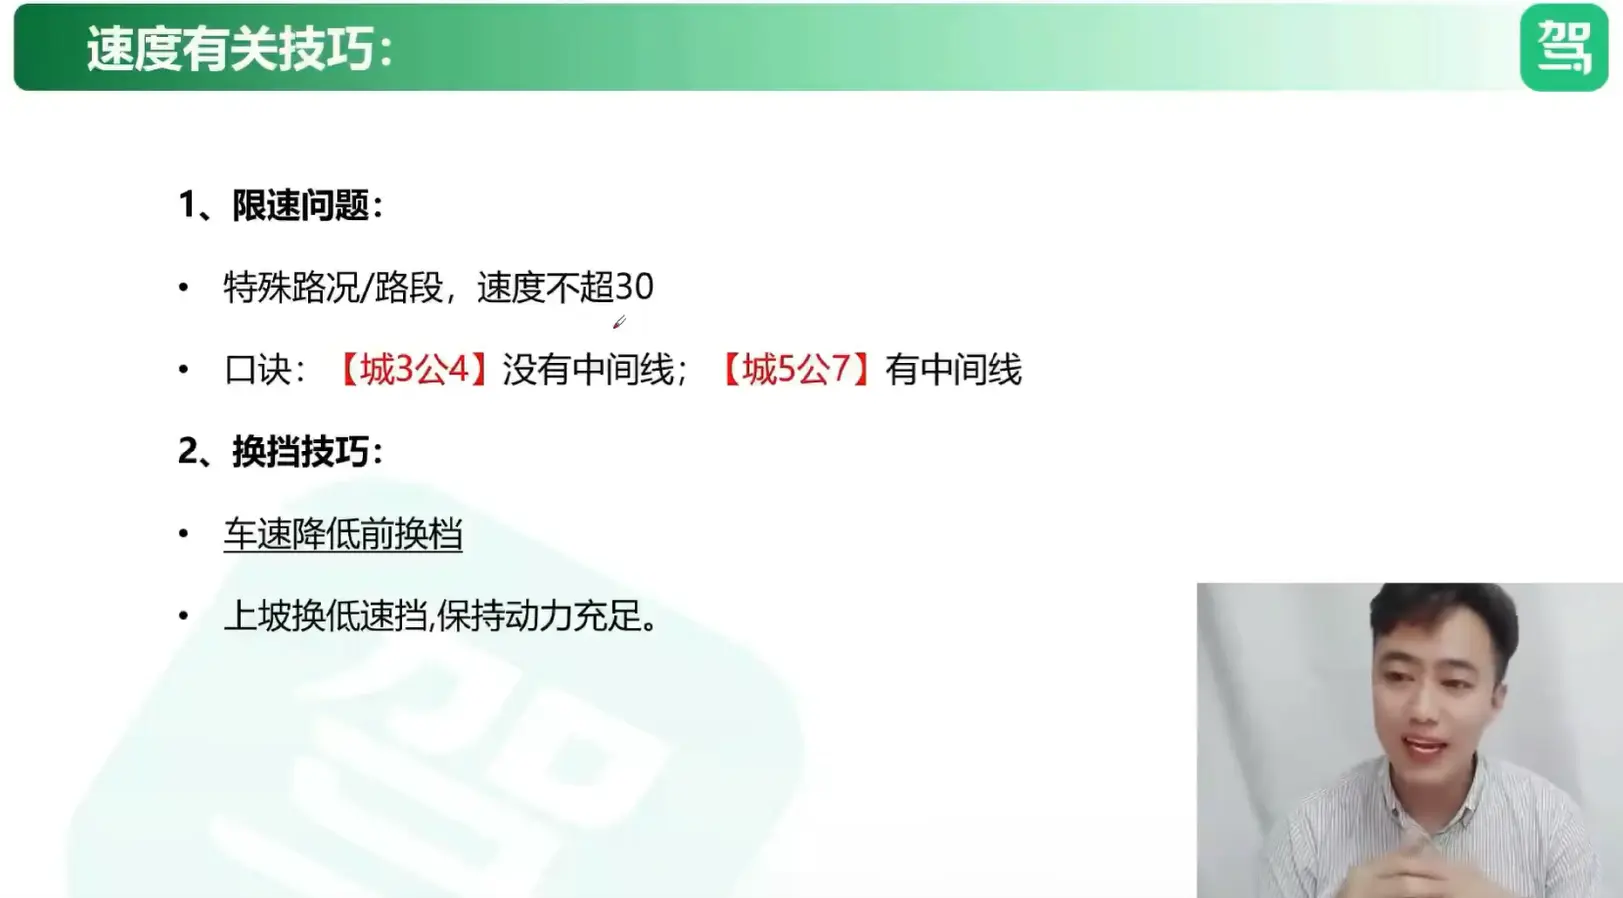 速度有关技巧：
驾
1、限速问题：
• 特殊路况/路段，速度不超30
• 口诀：【城3公4】没有中间线；【城5公7】有中间线
2、换挡技巧：
• 车速降低前换档
• 上坡换低速挡,保持动力充足。
驾